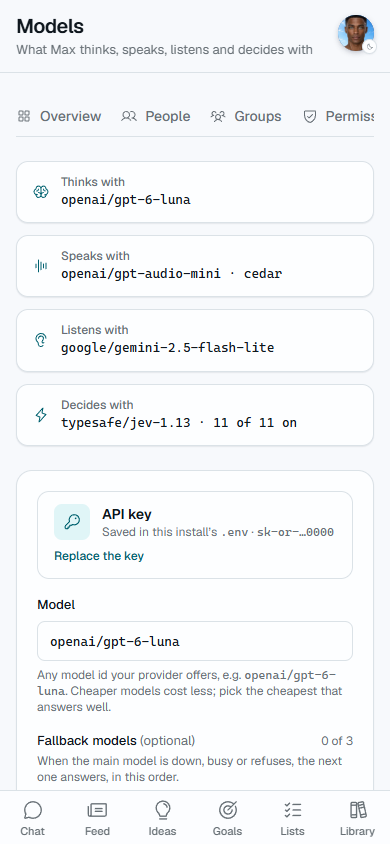 Models
What Max thinks, speaks, listens and decides with
Overview People Groups Permiss
Thinks with
openai/gpt-6-luna
Speaks with
openai/gpt-audio-mini · cedar
Listens with
google/gemini-2.5-flash-lite
Decides with
typesafe/jev-1.13 · 11 of 11 on
API key
Saved in this install's .env · sk-or-…0000
Replace the key
Model
openai/gpt-6-luna
Any model id your provider offers, e.g. openai/gpt-6-
luna. Cheaper models cost less; pick the cheapest that
answers well.
Fallback models (optional) 0 of 3
When the main model is down, busy or refuses, the next
one answers, in this order.
Chat Feed Ideas Goals Lists Library